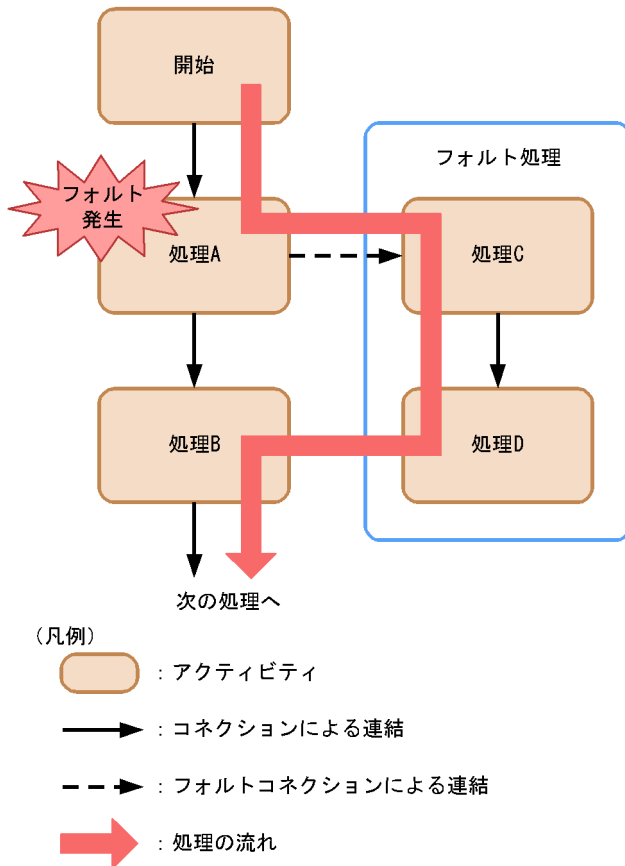 開始
フォルト処理
フォルト
発生
処理A
処理C
処理B
処理D
次の処理へ
（凡例）
：アクティビティ
：コネクションによる連結
：フォルトコネクションによる連結
：処理の流れ